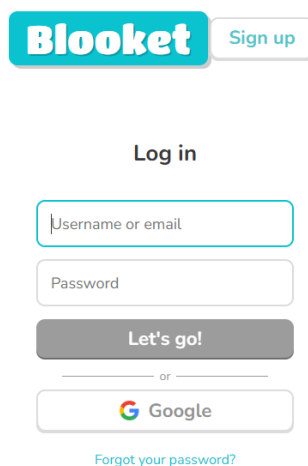 Blooket
Sign up
Log in
Username or email
Password
Let's go!
or
Google
Forgot your password?